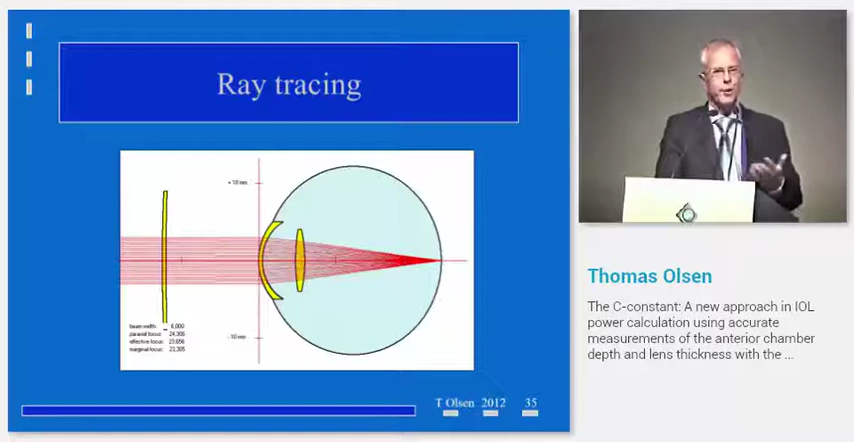 Ray tracing
+ 10 mm
- 10 mm
beam width: 6,000
paraxial focus: 24,306
effective focus: 23,656
marginal focus: 23,305
T Olsen 2012 35
Thomas Olsen
The C-constant: A new approach in IOL
power calculation using accurate
measurements of the anterior chamber
depth and lens thickness with the ...